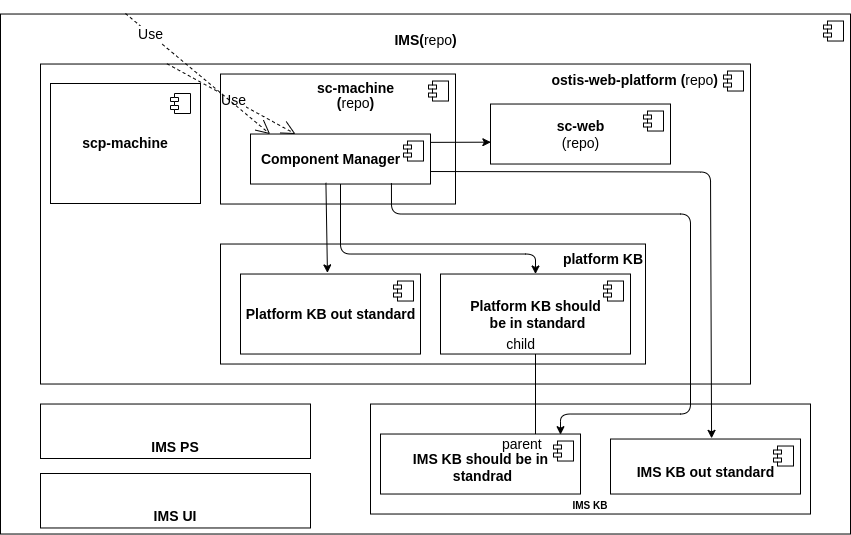 Use
IMS(repo)
ostis-web-platform (repo)
scp-machine
sc-machine
(repo)
Use
Component Manager
sc-web
(repo)
platform KB
Platform KB out standard
Platform KB should
be in standard
child
IMS PS
IMS UI
parent
IMS KB should be in
standrad
IMS KB out standard
IMS KB